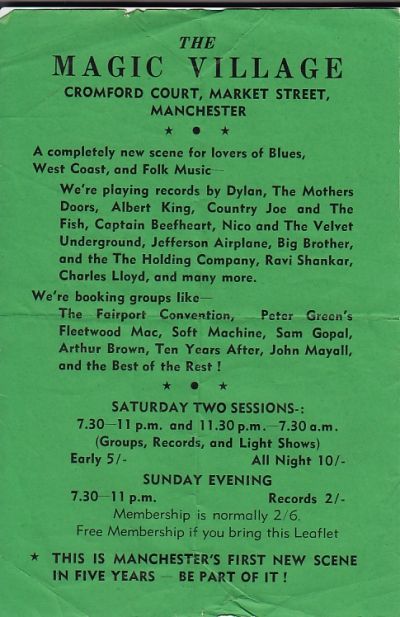 THE
MAGIC VILLAGE
CROMFORD COURT, MARKET STREET,
MANCHESTER
★ ● ★
A completely new scene for lovers of Blues,
West Coast, and Folk Music—
We're playing records by Dylan, The Mothers
Doors, Albert King, Country Joe and The
Fish, Captain Beefheart, Nico and The Velvet
Underground, Jefferson Airplane, Big Brother,
and the The Holding Company, Ravi Shankar,
Charles Lloyd, and many more.
We're booking groups like—
The Fairport Convention, Peter Green's
Fleetwood Mac, Soft Machine, Sam Gopal,
Arthur Brown, Ten Years After, John Mayall,
and the Best of the Rest !
★ ● ★
SATURDAY TWO SESSIONS-:
7.30—11 p.m. and 11.30 p.m.—7.30 a.m.
(Groups, Records, and Light Shows)
Early 5/- All Night 10/-
SUNDAY EVENING
7.30—11 p.m. Records 2/-
Membership is normally 2/6.
Free Membership if you bring this Leaflet
★ THIS IS MANCHESTER'S FIRST NEW SCENE
IN FIVE YEARS — BE PART OF IT !